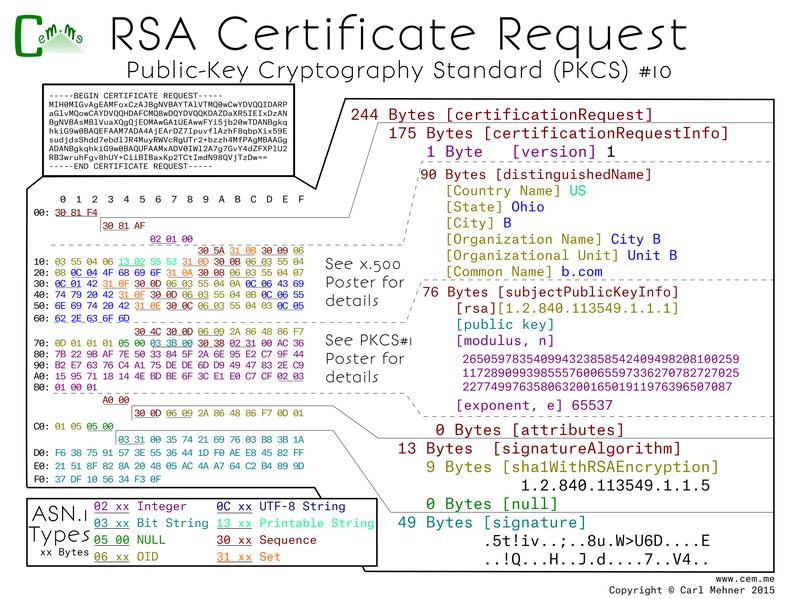 Cem.me
RSA Certificate Request
Public-Key Cryptography Standard (PKCS) #10
-----BEGIN CERTIFICATE REQUEST-----
MIH0MIGvAgEAMFoxCzAJBgNVBAYTAlVTMQ0wCwYDVQQIDARP
aGlvMQowCAYDVQQHDAFCMQ8wDQYDVQQKDAZDaXR5IEIxDzAN
BgNVBAsMBlVuaXQgQjEOMAwGA1UEAwwFYi5jb20wTDANBgkq
hkiG9w0BAQEFAAM7ADA4AjEArDZ7IpuvflAzhF8qbpXix59E
sudjdsShdd7ebdlJR4MuyRWVcRgUTr2+bzzh4MfPAgMBAAGg
ADANBgkqhkiG9w0BAQUFAAMxADV0IWl2A7g7GvY4dZFXPlU2
RB3wruhFgv8hUY+CiiBIBaxKp2TCtImdN98QVjTzDw==
-----END CERTIFICATE REQUEST-----
0 1 2 3 4 5 6 7 8 9 A B C D E F
00: 30 81 F4
30 81 AF
02 01 00
30 5A 31 0B 30 09 06
10: 03 55 04 06 13 02 55 53 31 0D 30 0B 06 03 55 04
20: 08 0C 04 4F 68 69 6F 31 0A 30 08 06 03 55 04 07
30: 0C 01 42 31 0F 30 0D 06 03 55 04 0A 0C 06 43 69
40: 74 79 20 42 31 0F 30 0D 06 03 55 04 0B 0C 06 55
50: 6E 69 74 20 42 31 0E 30 0C 06 03 55 04 03 0C 05
60: 62 2E 63 6F 6D
30 4C 30 0D 06 09 2A 86 48 86 F7
70: 0D 01 01 01 05 00 03 3B 00 30 38 02 31 00 AC 36
80: 7B 22 9B AF 7E 50 33 84 5F 2A 6E 95 E2 C7 9F 44
90: B2 E7 63 76 C4 A1 75 DE DE 6D D9 49 47 83 2E C9
A0: 15 95 71 18 14 4E BD BE 6F 3C E1 E0 C7 CF 02 03
B0: 01 00 01
A0 00
30 0D 06 09 2A 86 48 86 F7 0D 01
C0: 01 05 05 00
03 31 00 35 74 21 69 76 03 B8 3B 1A
D0: F6 38 75 91 57 3E 55 36 44 1D F0 AE E8 45 82 FF
E0: 21 51 8F 82 8A 20 48 05 AC 4A A7 64 C2 B4 89 9D
F0: 37 DF 10 56 34 F3 0F
See x.500
Poster for
details
See PKCS#1
Poster for
details
244 Bytes [certificationRequest]
175 Bytes [certificationRequestInfo]
1 Byte [version] 1
90 Bytes [distinguishedName]
[Country Name] US
[State] Ohio
[City] B
[Organization Name] City B
[Organizational Unit] Unit B
[Common Name] b.com
76 Bytes [subjectPublicKeyInfo]
[rsa][1.2.840.113549.1.1.1]
[public key]
[modulus, n]
26505978354099432385854240949820810025​9
11728909939855576006559733627078272702​5
2277499763580632001650191197639650708​7
[exponent, e] 65537
0 Bytes [attributes]
13 Bytes [signatureAlgorithm]
9 Bytes [sha1WithRSAEncryption]
1.2.840.113549.1.1.5
0 Bytes [null]
49 Bytes [signature]
.5t!iv..;..8u.W>U6D....E
..!Q...H..J.d....7..V4..
ASN.1
Types
xx Bytes
02 xx Integer
03 xx Bit String
05 00 NULL
06 xx OID
0C xx UTF-8 String
13 xx Printable String
30 xx Sequence
31 xx Set
www.cem.me
Copyright © Carl Mehner 2015